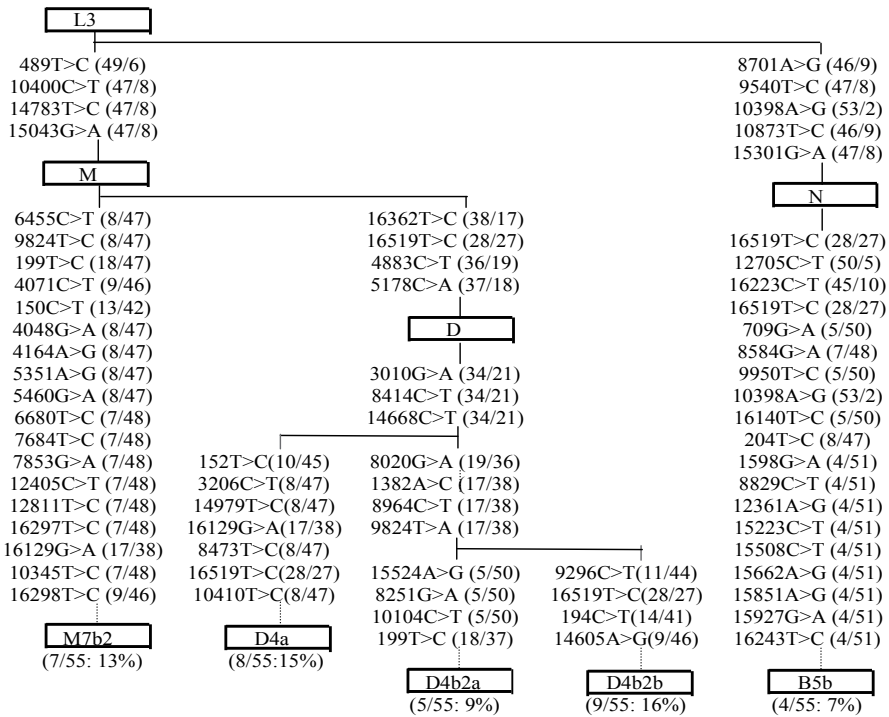 L3
489T>C (49/6)
10400C>T (47/8)
14783T>C (47/8)
15043G>A (47/8)
M
6455C>T (8/47)
9824T>C (8/47)
199T>C (18/47)
4071C>T (9/46)
150C>T (13/42)
4048G>A (8/47)
4164A>G (8/47)
5351A>G (8/47)
5460G>A (8/47)
6680T>C (7/48)
7684T>C (7/48)
7853G>A (7/48)
12405C>T (7/48)
12811T>C (7/48)
16297T>C (7/48)
16129G>A (17/38)
10345T>C (7/48)
16298T>C (9/46)
M7b2
(7/55: 13%)
16362T>C (38/17)
16519T>C (28/27)
4883C>T (36/19)
5178C>A (37/18)
D
3010G>A (34/21)
8414C>T (34/21)
14668C>T (34/21)
152T>C(10/45)
3206C>T(8/47)
14979T>C(8/47)
16129G>A(17/38)
8473T>C(8/47)
16519T>C(28/27)
10410T>C(8/47)
D4a
(8/55:15%)
8020G>A (19/36)
1382A>C (17/38)
8964C>T (17/38)
9824T>A (17/38)
15524A>G (5/50)
8251G>A (5/50)
10104C>T (5/50)
199T>C (18/37)
D4b2a
(5/55: 9%)
9296C>T(11/44)
16519T>C(28/27)
194C>T(14/41)
14605A>G(9/46)
D4b2b
(9/55: 16%)
8701A>G (46/9)
9540T>C (47/8)
10398A>G (53/2)
10873T>C (46/9)
15301G>A (47/8)
N
16519T>C (28/27)
12705C>T (50/5)
16223C>T (45/10)
16519T>C (28/27)
709G>A (5/50)
8584G>A (7/48)
9950T>C (5/50)
10398A>G (53/2)
16140T>C (5/50)
204T>C (8/47)
1598G>A (4/51)
8829C>T (4/51)
12361A>G (4/51)
15223C>T (4/51)
15508C>T (4/51)
15662A>G (4/51)
15851A>G (4/51)
15927G>A (4/51)
16243T>C (4/51)
B5b
(4/55: 7%)